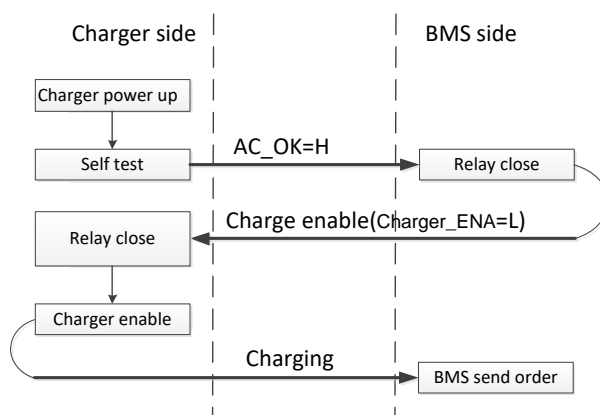 Charger side
BMS side
Charger power up
AC_OK=H
Self test
Relay close
Charge enable(Charger_ENA=L)
Relay close
Charger enable
Charging
BMS send order